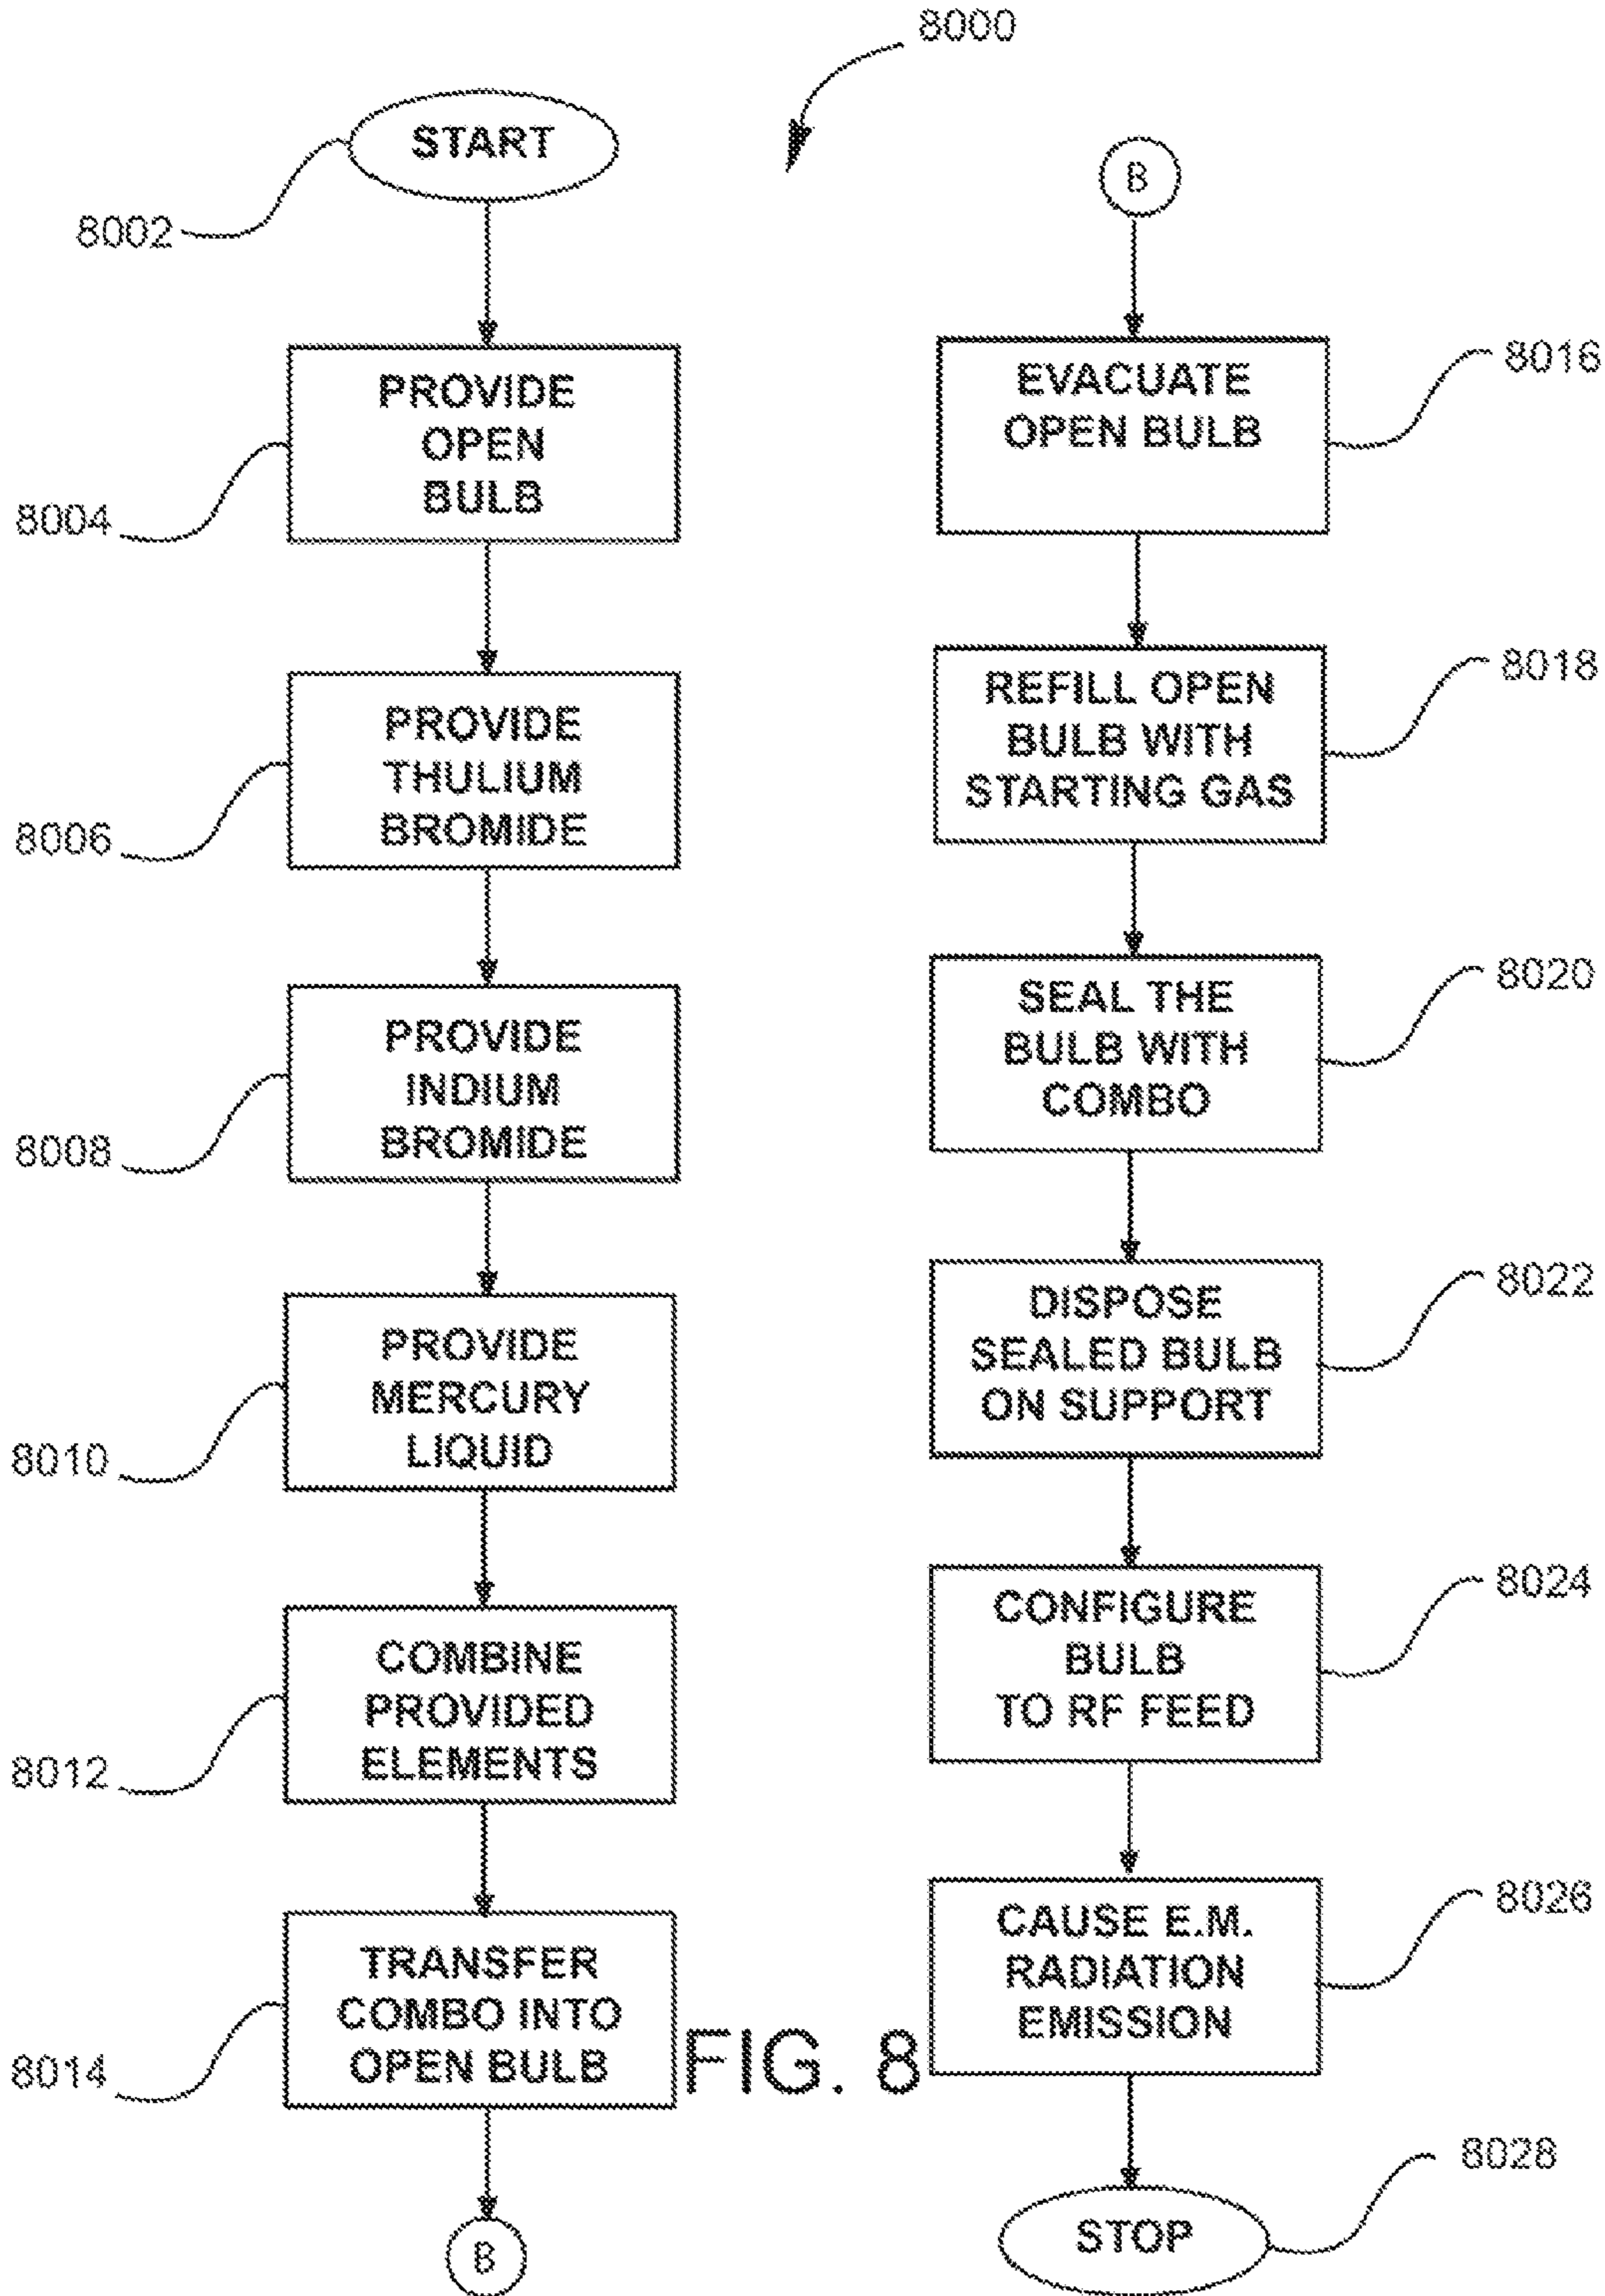 8000
START
8002
PROVIDE
OPEN
BULB
8004
PROVIDE
THULIUM
BROMIDE
8006
PROVIDE
INDIUM
BROMIDE
8008
PROVIDE
MERCURY
LIQUID
8010
COMBINE
PROVIDED
ELEMENTS
8012
TRANSFER
COMBO INTO
OPEN BULB
8014
B
B
EVACUATE
OPEN BULB
8016
REFILL OPEN
BULB WITH
STARTING GAS
8018
SEAL THE
BULB WITH
COMBO
8020
DISPOSE
SEALED BULB
ON SUPPORT
8022
CONFIGURE
BULB
TO RF FEED
8024
CAUSE E.M.
RADIATION
EMISSION
8026
STOP
8028
FIG. 8